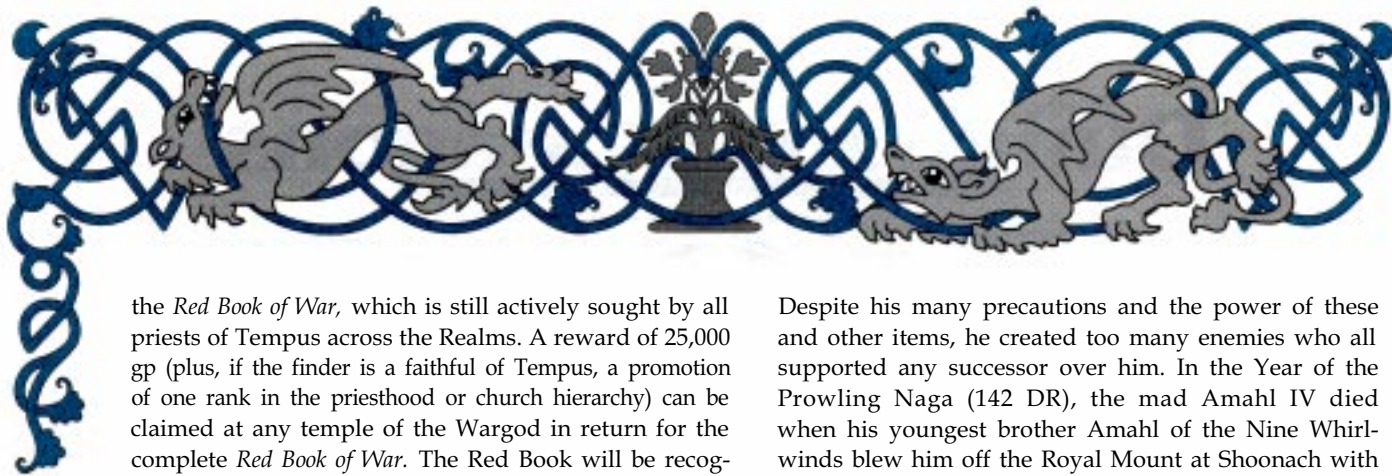 the Red Book of War, which is still actively sought by all
priests of Tempus across the Realms. A reward of 25,000
gp (plus, if the finder is a faithful of Tempus, a promotion
of one rank in the priesthood or church hierarchy) can be
claimed at any temple of the Wargod in return for the
complete Red Book of War. The Red Book will be recog-
Despite his many precautions and the power of these
and other items, he created too many enemies who all
supported any successor over him. In the Year of the
Prowling Naga (142 DR), the mad Amahl IV died
when his youngest brother Amahl of the Nine Whirl-
winds blew him off the Royal Mount at Shoonach with